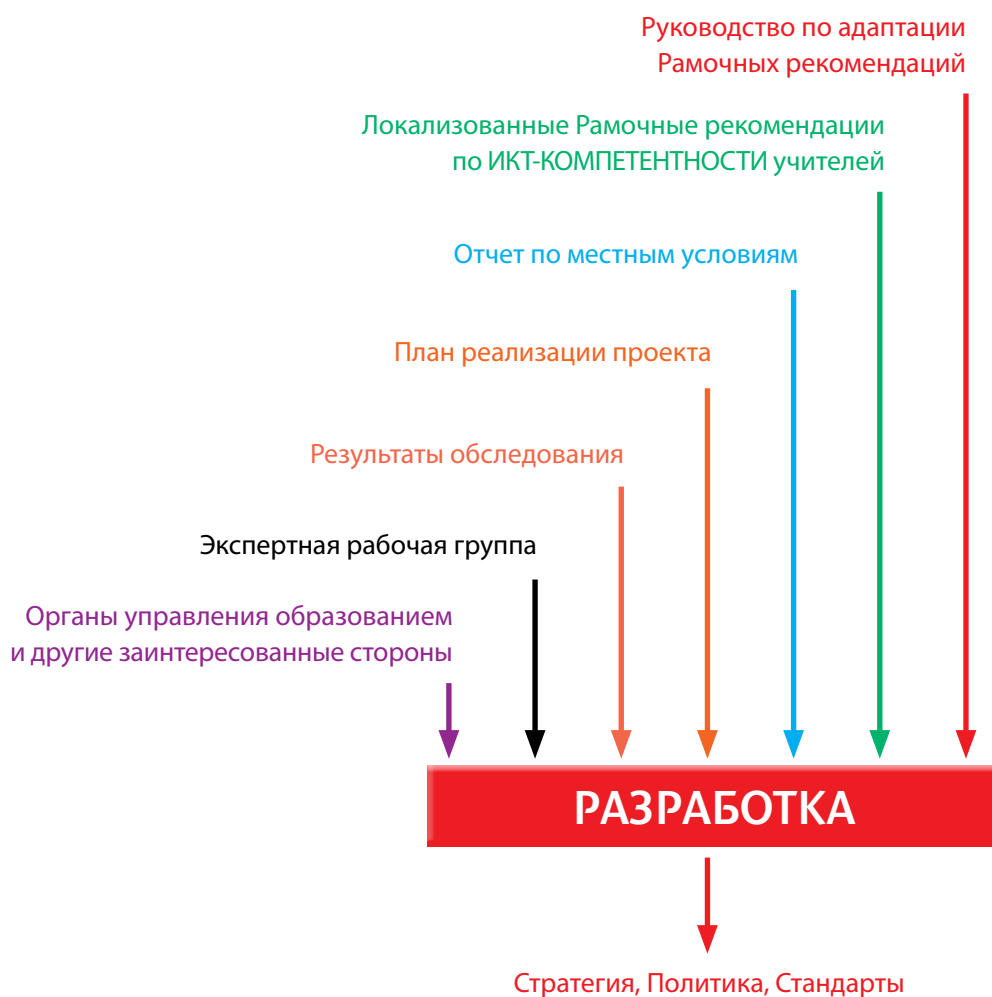 Руководство по адаптации
Рамочных рекомендаций
Локализованные Рамочные рекомендации
по ИКТ-КОМПЕТЕНТНОСТИ учителей
Отчет по местным условиям
План реализации проекта
Результаты обследования
Экспертная рабочая группа
Органы управления образованием
и другие заинтересованные стороны
РАЗРАБОТКА
Стратегия, Политика, Стандарты